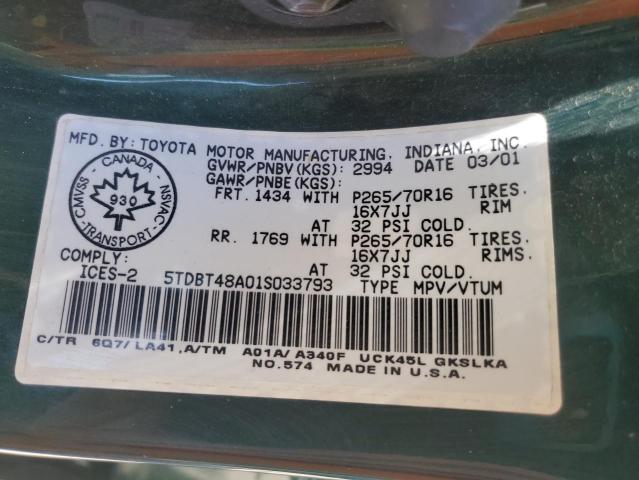 MFD. BY: TOYOTA MOTOR MANUFACTURING, INDIANA, INC.
GVWR/PNBV(KGS): 2994 DATE 03/01
GAWR/PNBE(KGS):
FRT. 1434 WITH P265/70R16 TIRES.
16X7JJ RIM
AT 32 PSI COLD.
RR. 1769 WITH P265/70R16 TIRES.
16X7JJ RIMS.
AT 32 PSI COLD.
CANADA
CMVSS 930 NSVAC
TRANSPORT
COMPLY:
ICES-2 5TDBT48A01S033793 TYPE MPV/VTUM
C/TR 6Q7/ LA41,A/TM A01A/ A340F UCK45L GKSLKA
NO.574 MADE IN U.S.A.